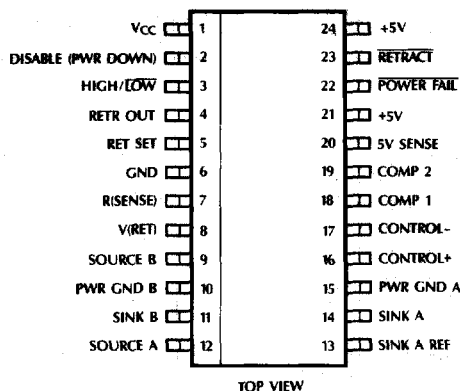 VCC 1 24 +5V
DISABLE (PWR DOWN) 2 23 RETRACT
HIGH/LOW 3 22 POWER FAIL
RETR OUT 4 21 +5V
RET SET 5 20 5V SENSE
GND 6 19 COMP 2
R(SENSE) 7 18 COMP 1
V(RET) 8 17 CONTROL-
SOURCE B 9 16 CONTROL+
PWR GND B 10 15 PWR GND A
SINK B 11 14 SINK A
SOURCE A 12 13 SINK A REF
TOP VIEW